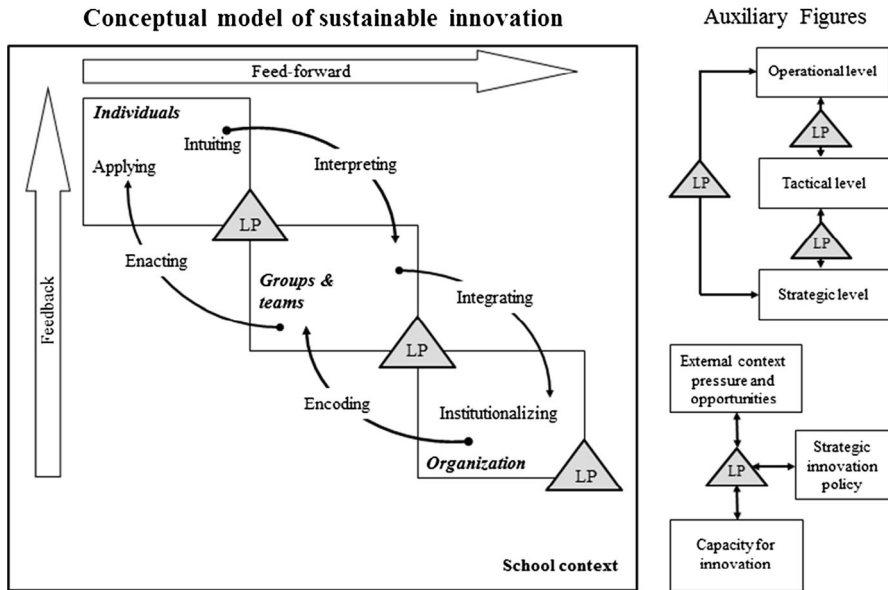 Conceptual model of sustainable innovation
Feed-forward
Feedback
Individuals
Intuiting
Applying
Interpreting
LP
Enacting
Groups &
teams
Integrating
LP
Encoding
Institutionalizing
Organization
LP
School context
Auxiliary Figures
Operational level
LP
LP
Tactical level
LP
Strategic level
External context
pressure and
opportunities
LP
Strategic
innovation
policy
Capacity for
innovation